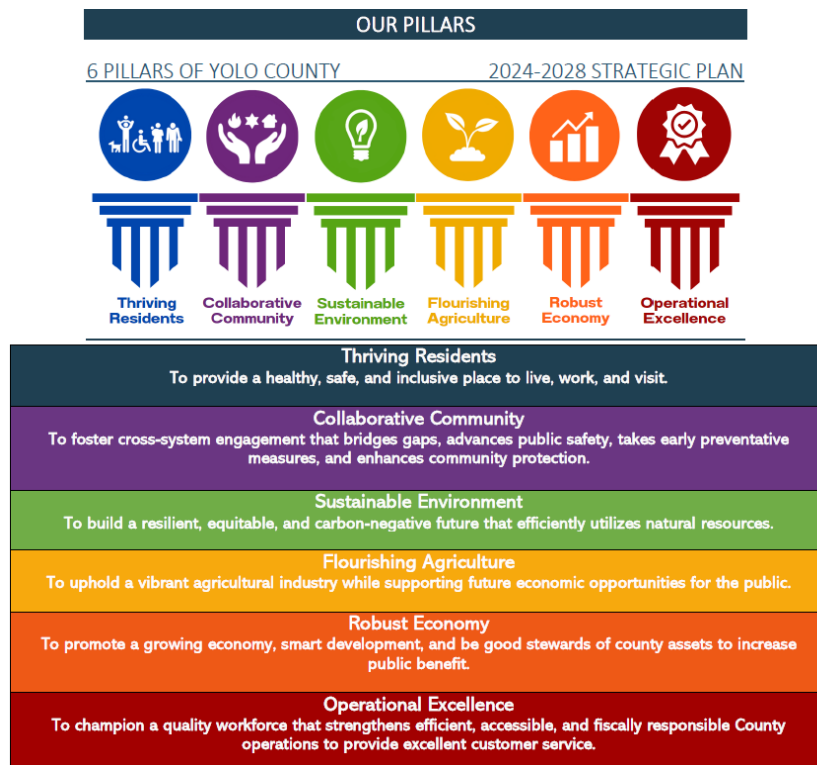 OUR PILLARS
6 PILLARS OF YOLO COUNTY
2024-2028 STRATEGIC PLAN
Thriving
Residents
Collaborative
Community
Sustainable
Environment
Flourishing
Agriculture
Robust
Economy
Operational
Excellence
Thriving Residents
To provide a healthy, safe, and inclusive place to live, work, and visit.
Collaborative Community
To foster cross-system engagement that bridges gaps, advances public safety, takes early preventative
measures, and enhances community protection.
Sustainable Environment
To build a resilient, equitable, and carbon-negative future that efficiently utilizes natural resources.
Flourishing Agriculture
To uphold a vibrant agricultural industry while supporting future economic opportunities for the public.
Robust Economy
To promote a growing economy, smart development, and be good stewards of county assets to increase
public benefit.
Operational Excellence
To champion a quality workforce that strengthens efficient, accessible, and fiscally responsible County
operations to provide excellent customer service.